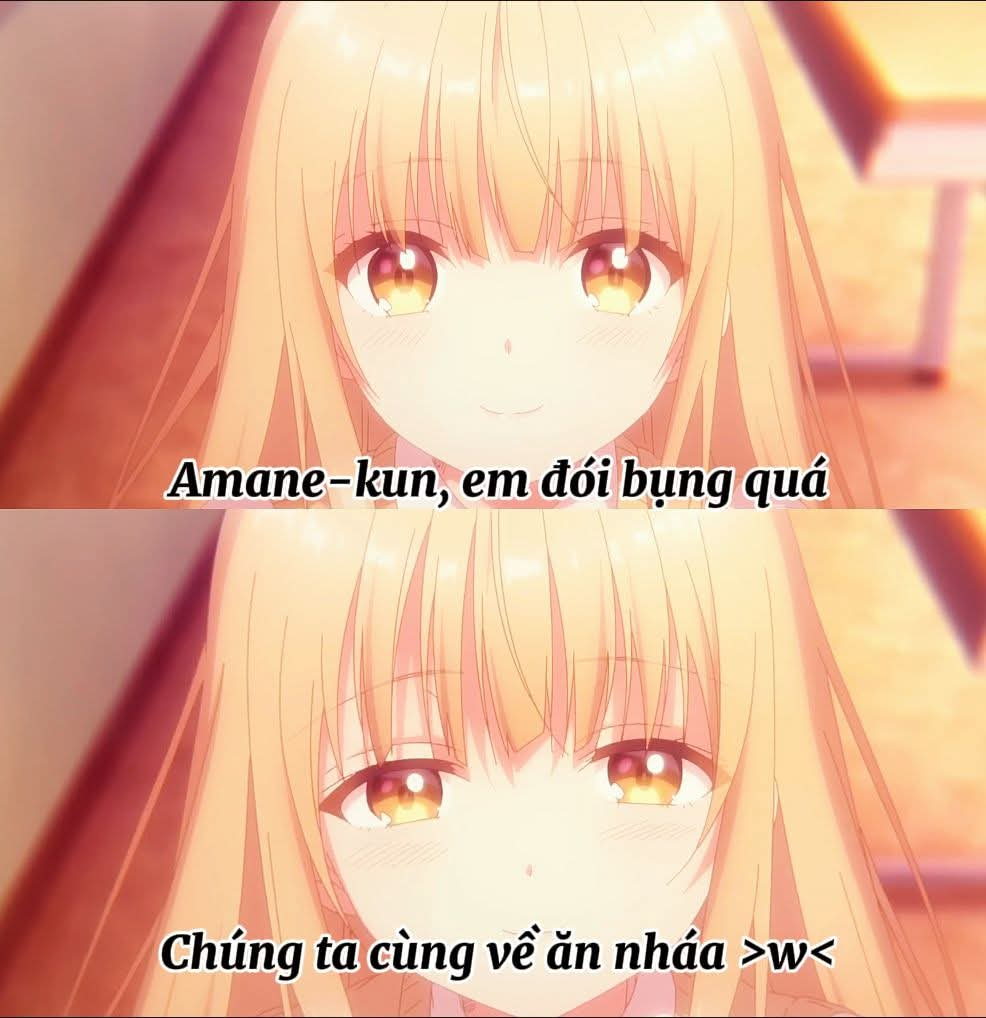 Amane-kun, em đói bụng quá
Chúng ta cùng về ăn nháa >w<